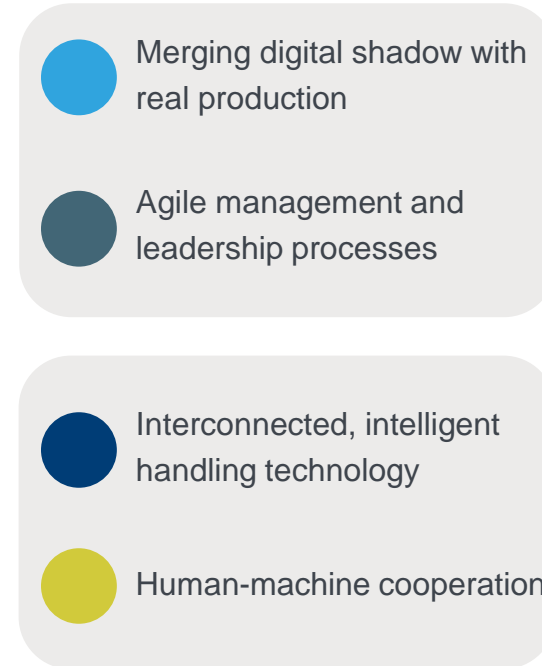 Merging digital shadow with
real production
Agile management and
leadership processes
Interconnected, intelligent
handling technology
Human-machine cooperation